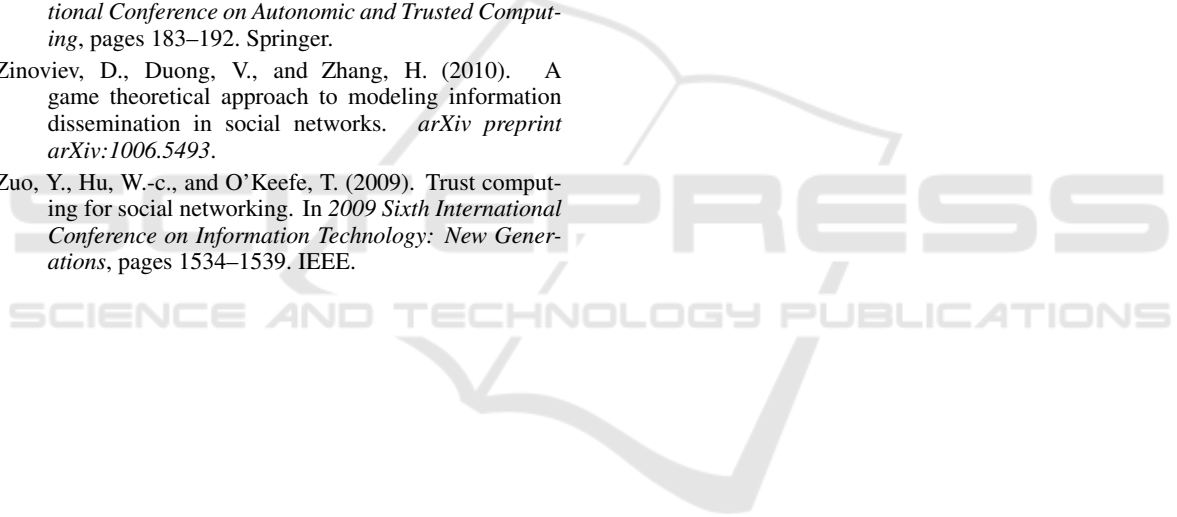 tional Conference on Autonomic and Trusted Comput-
ing, pages 183–192. Springer.
Zinoviev, D., Duong, V., and Zhang, H. (2010). A
game theoretical approach to modeling information
dissemination in social networks. arXiv preprint
arXiv:1006.5493.
Zuo, Y., Hu, W.-c., and O'Keefe, T. (2009). Trust comput-
ing for social networking. In 2009 Sixth International
Conference on Information Technology: New Gener-
ations, pages 1534–1539. IEEE.
SCITEPRESS
SCIENCE AND TECHNOLOGY PUBLICATIONS